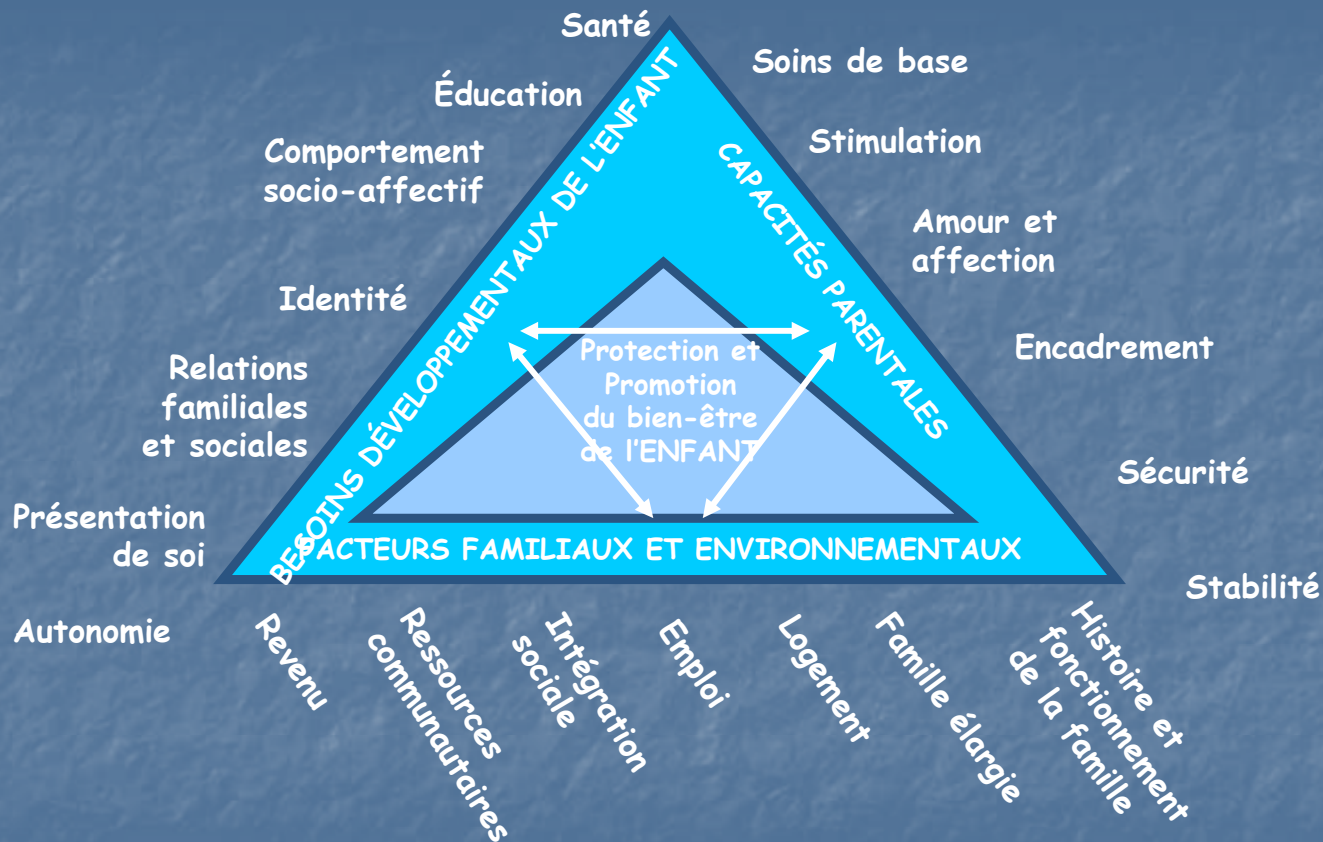 Santé
Éducation
Comportement
socio-affectif
Identité
Relations
familiales
et sociales
Présentation
de soi
Autonomie
BESOINS DÉVELOPPEMENTAUX DE L'ENFANT
CAPACITÉS PARENTALES
Soins de base
Stimulation
Amour et
affection
Encadrement
Sécurité
Stabilité
Protection et
Promotion
du bien-être
de l’ENFANT
FACTEURS FAMILIAUX ET ENVIRONNEMENTAUX
Revenu
Ressources
communautaires
Intégration
sociale
Emploi
Logement
Famille élargie
Histoire et
fonctionnement
de la famille